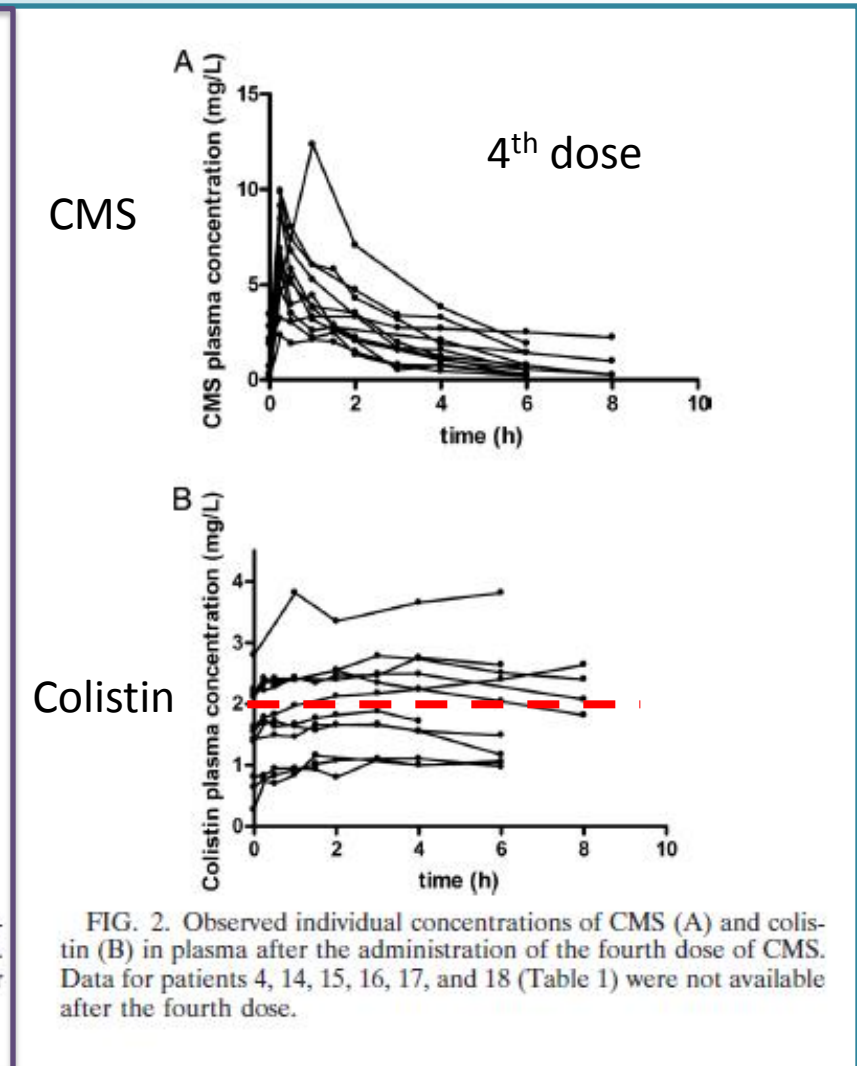 A
CMS plasma concentration (mg/L)
15
10
5
0
0 2 4 6 8 10
time (h)
4th dose
CMS
B
Colistin plasma concentration (mg/L)
4
3
2
1
0
0 2 4 6 8 10
time (h)
Colistin
FIG. 2. Observed individual concentrations of CMS (A) and colis-
tin (B) in plasma after the administration of the fourth dose of CMS.
Data for patients 4, 14, 15, 16, 17, and 18 (Table 1) were not available
after the fourth dose.